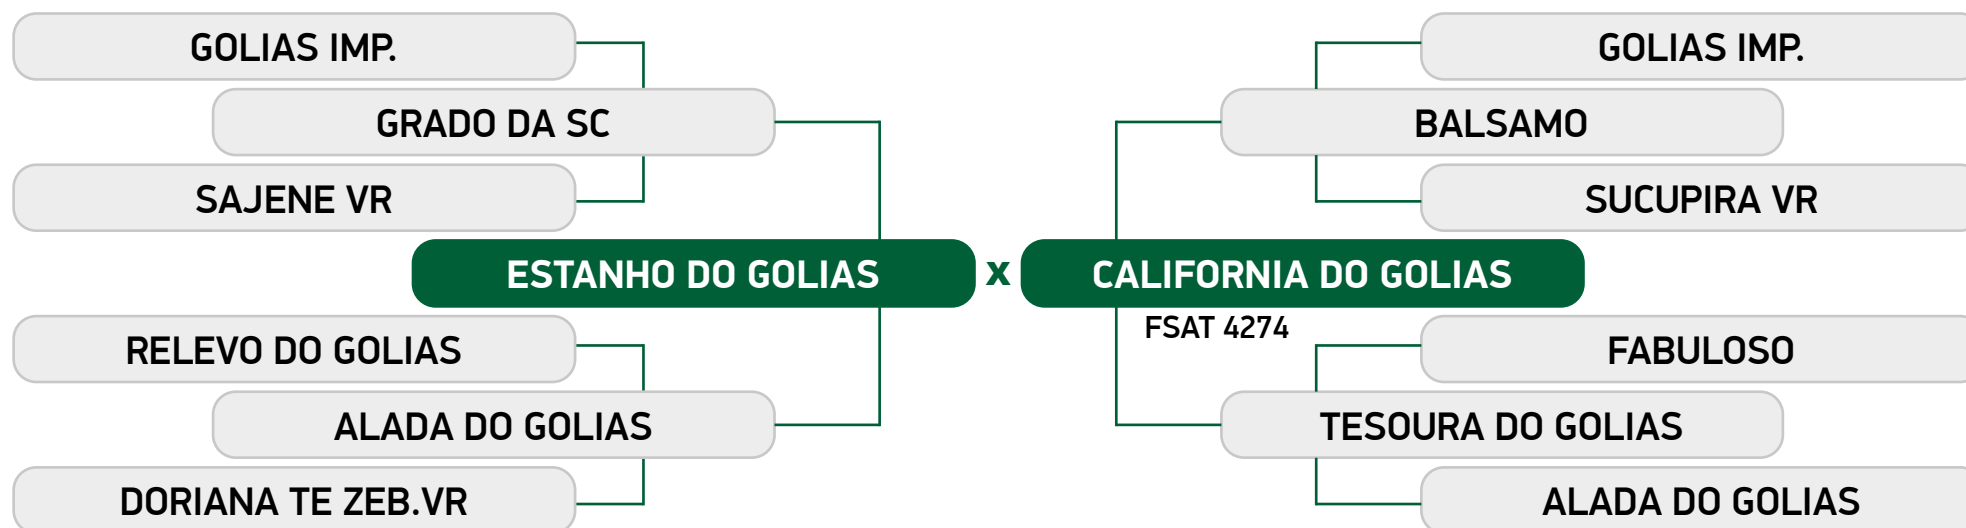 GOLIAS IMP.
GRADO DA SC
SAJENE VR
ESTANHO DO GOLIAS
RELEVO DO GOLIAS
ALADA DO GOLIAS
DORIANA TE ZEB.VR
x
GOLIAS IMP.
BALSAMO
SUCUPIRA VR
CALIFORNIA DO GOLIAS
FSAT 4274
FABULOSO
TESOURA DO GOLIAS
ALADA DO GOLIAS